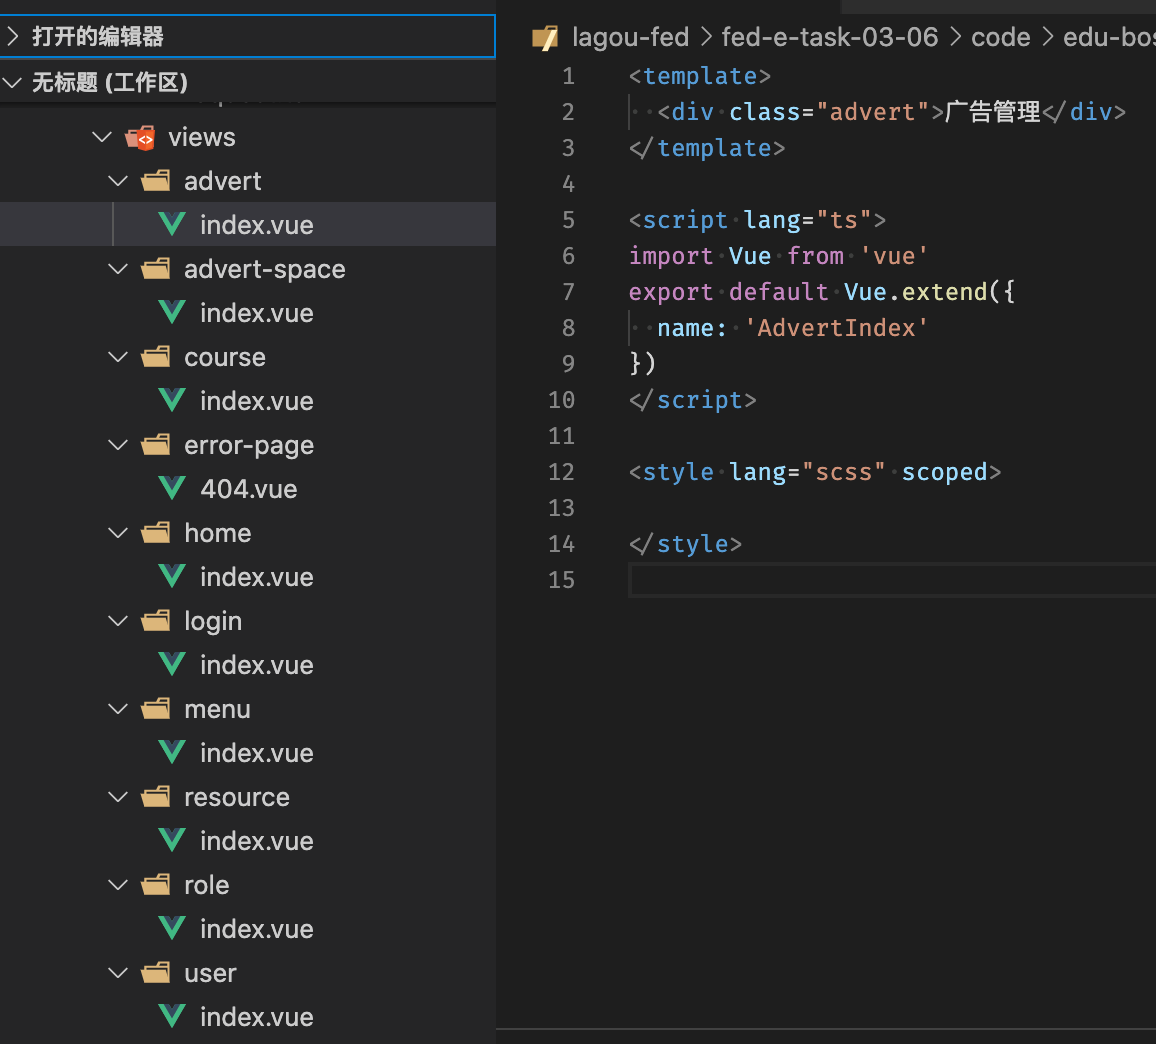 打开的编辑器
无标题 (工作区)
views
advert
index.vue
advert-space
index.vue
course
index.vue
error-page
404.vue
home
index.vue
login
index.vue
menu
index.vue
resource
index.vue
role
index.vue
user
index.vue
lagou-fed > fed-e-task-03-06 > code > edu-bos
1 <template>
2   <div class="advert">广告管理</div>
3 </template>
4
5 <script lang="ts">
6 import Vue from 'vue'
7 export default Vue.extend({
8   name: 'AdvertIndex'
9 })
10 </script>
11
12 <style lang="scss" scoped>
13
14 </style>
15